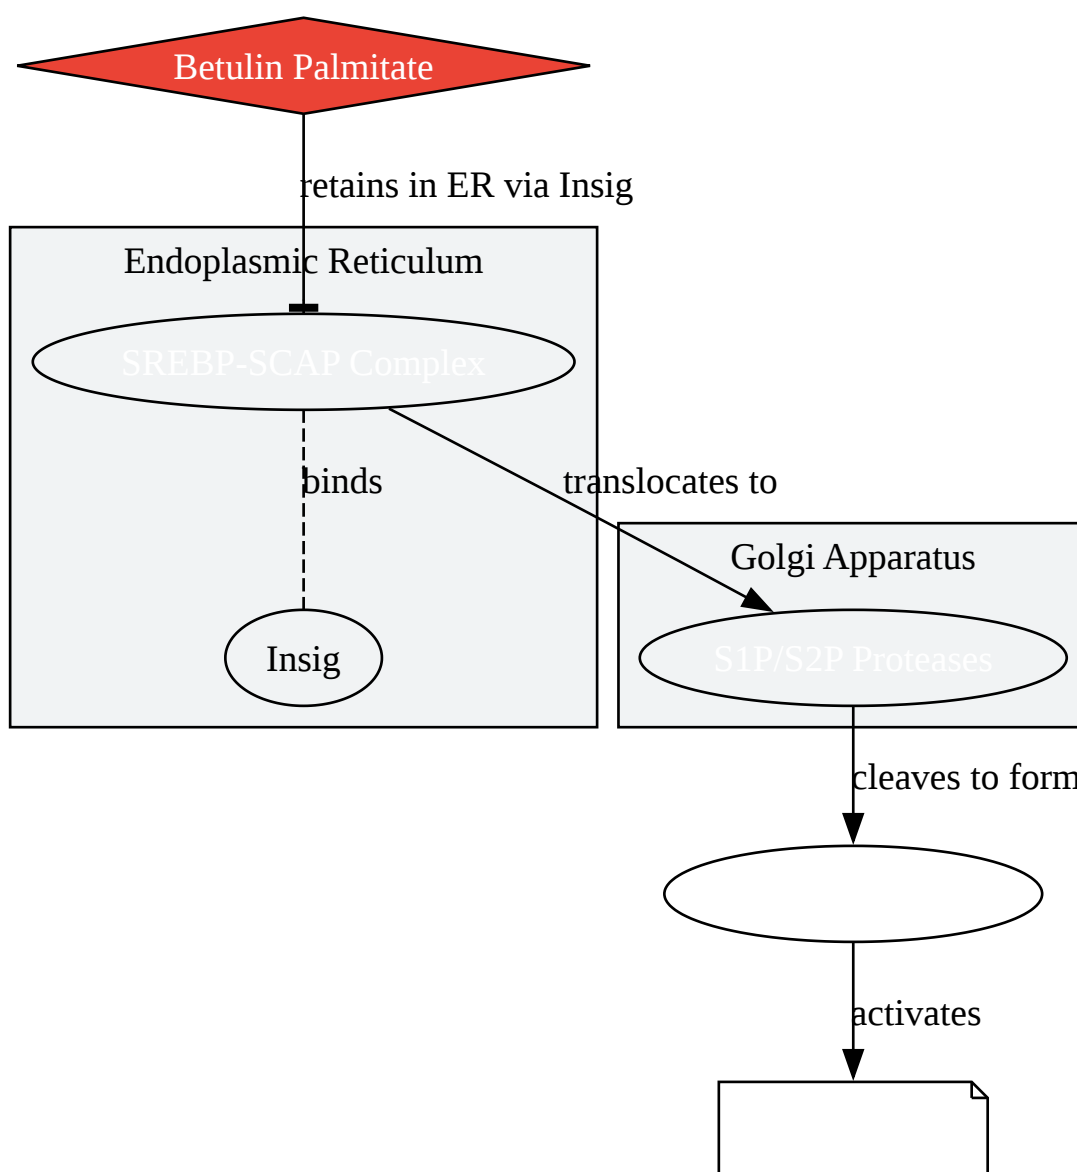 Betulin Palmitate
retains in ER via Insig
Endoplasmic Reticulum
SREBP-SCAP Complex
binds
translocates to
Golgi Apparatus
Insig
S1P/S2P Proteases
cleaves to form
activates